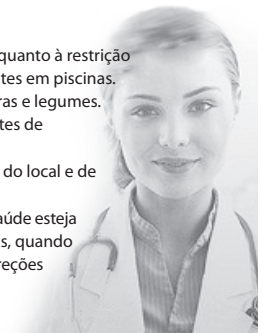 quanto à restrição
tes em piscinas.
ras e legumes.
tes de
do local e de
aúde esteja
s, quando
reções